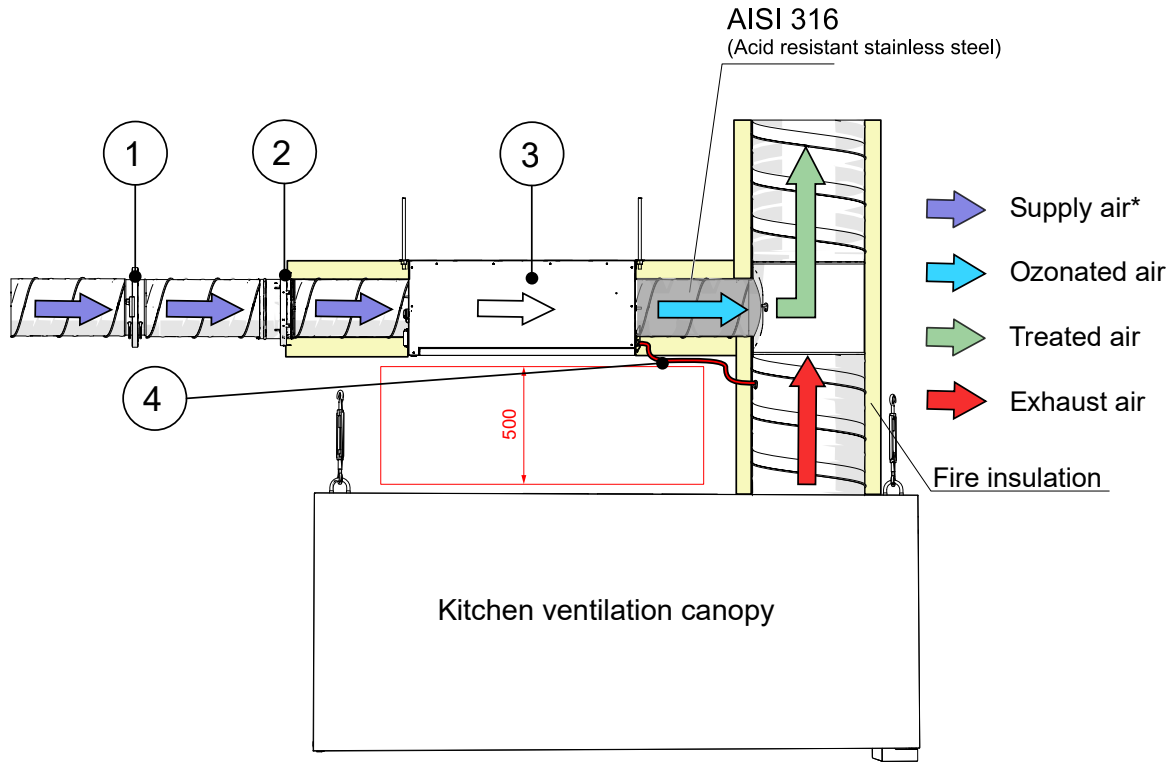 AISI 316
(Acid resistant stainless steel)
1
2
3
Supply air*
Ozonated air
Treated air
4
Exhaust air
500
Fire insulation
Kitchen ventilation canopy